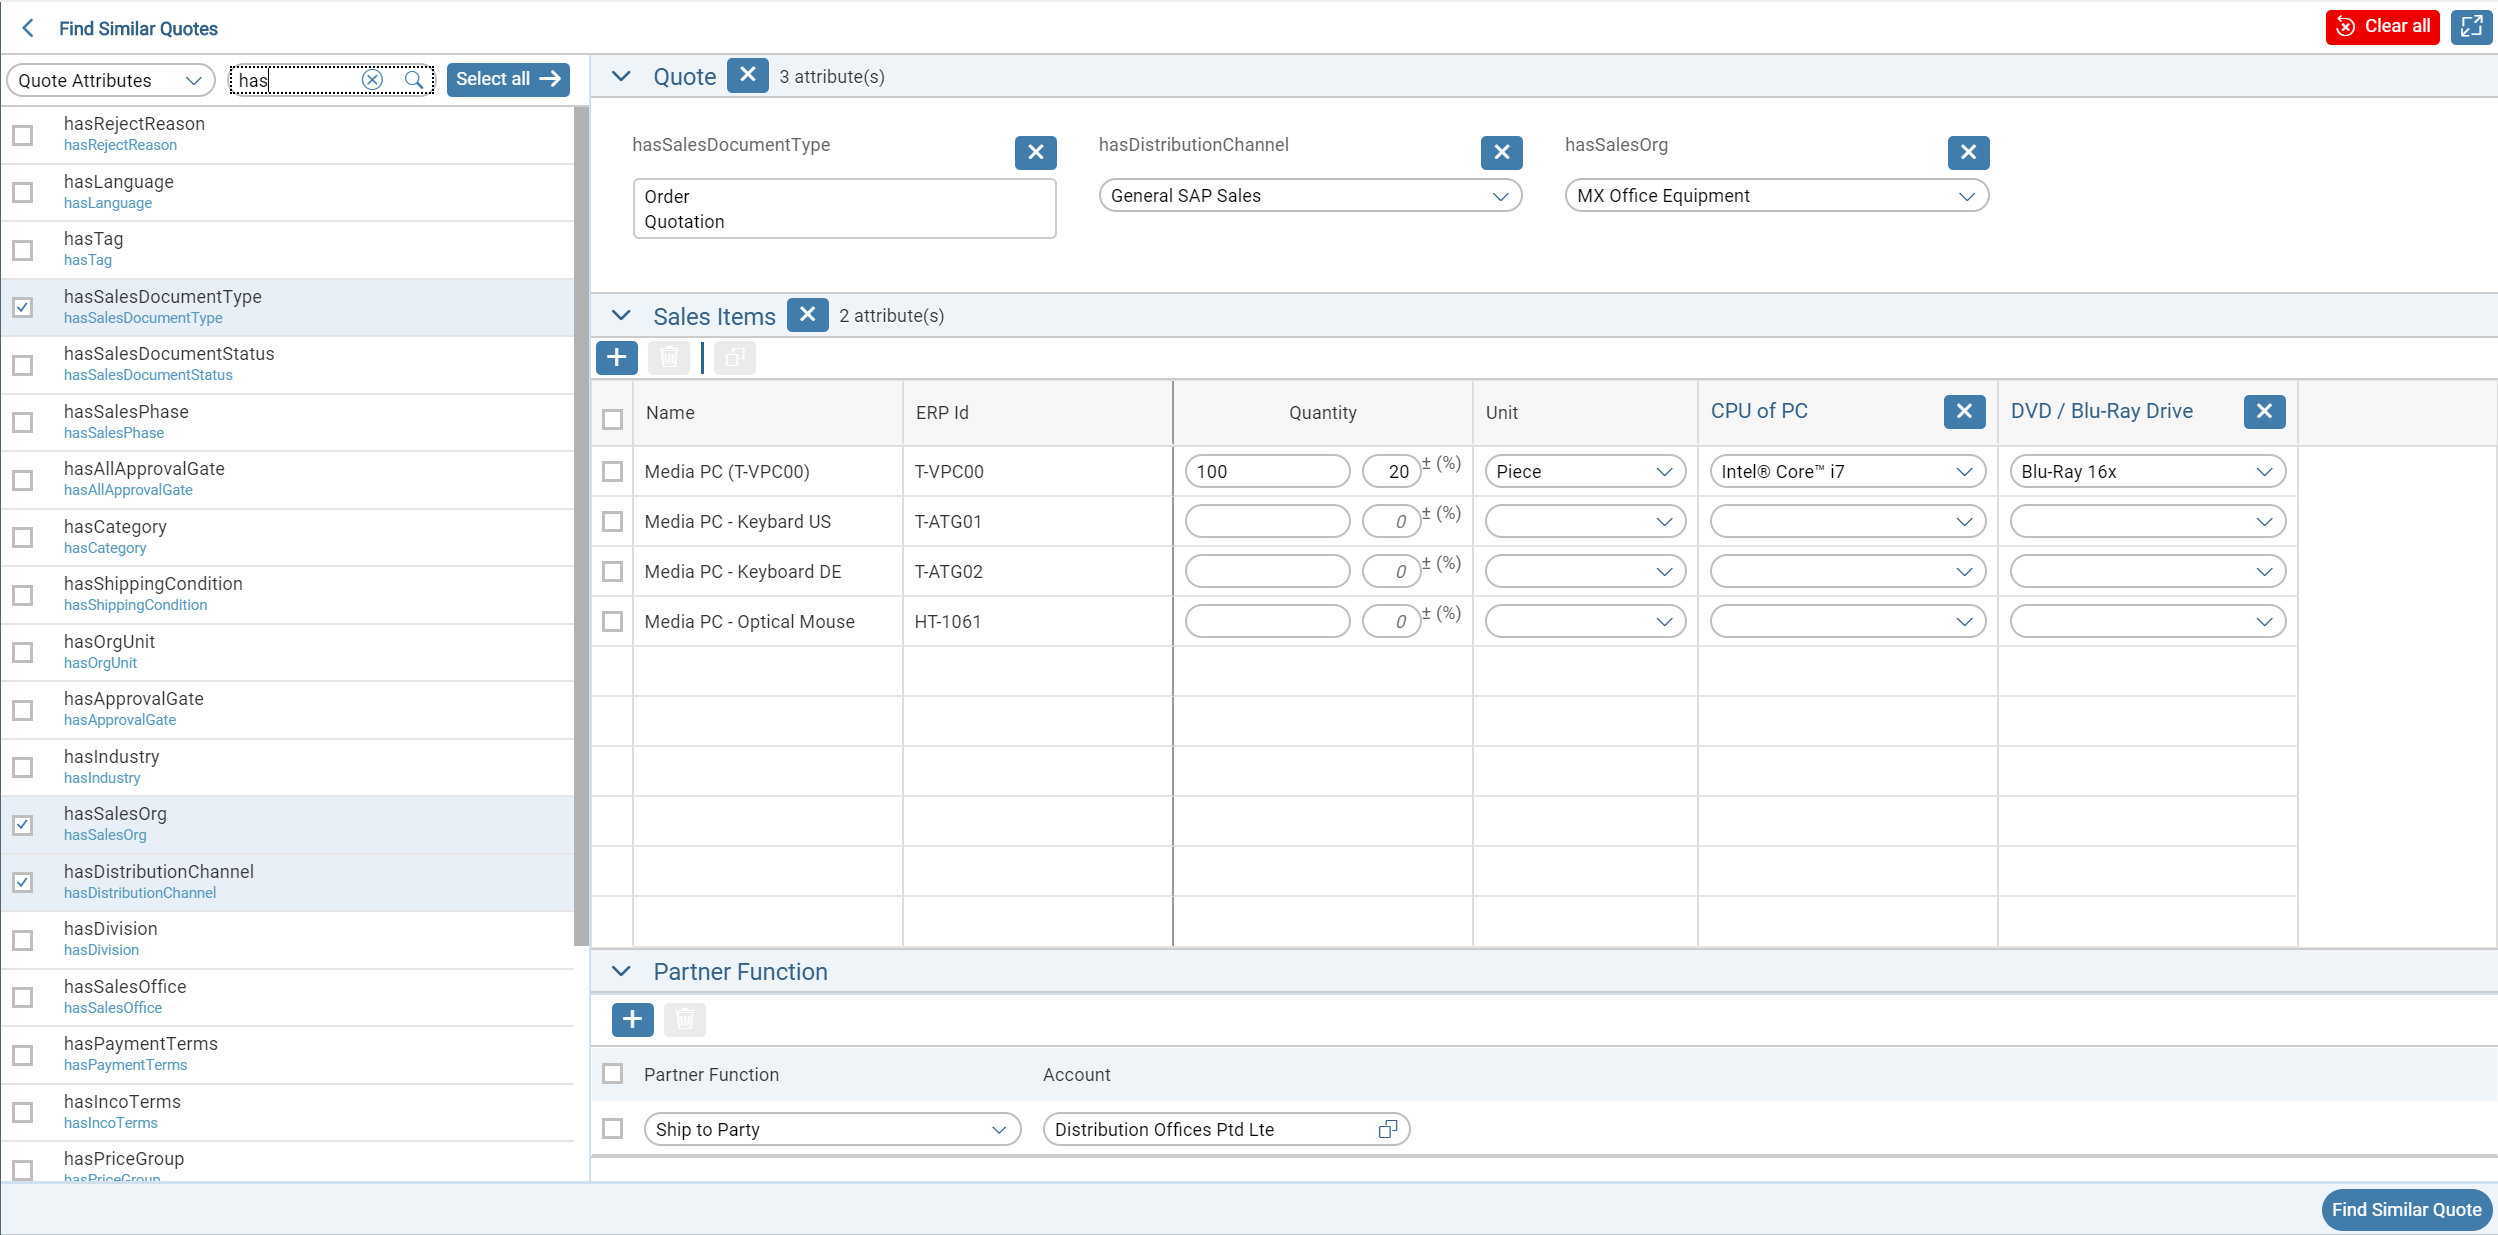 Find Similar Quotes
Clear all
Quote Attributes
has
Select all
hasRejectReason
hasRejectReason
hasLanguage
hasLanguage
hasTag
hasTag
hasSalesDocumentType
hasSalesDocumentType
hasSalesDocumentStatus
hasSalesDocumentStatus
hasSalesPhase
hasSalesPhase
hasAllApprovalGate
hasAllApprovalGate
hasCategory
hasCategory
hasShippingCondition
hasShippingCondition
hasOrgUnit
hasOrgUnit
hasApprovalGate
hasApprovalGate
hasIndustry
hasIndustry
hasSalesOrg
hasSalesOrg
hasDistributionChannel
hasDistributionChannel
hasDivision
hasDivision
hasSalesOffice
hasSalesOffice
hasPaymentTerms
hasPaymentTerms
hasIncoTerms
hasIncoTerms
hasPriceGroup
hasPriceGroup
Quote 3 attribute(s)
hasSalesDocumentType hasDistributionChannel hasSalesOrg
Order General SAP Sales MX Office Equipment
Quotation
Sales Items 2 attribute(s)
Name ERP Id Quantity Unit CPU of PC DVD / Blu-Ray Drive
Media PC (T-VPC00) T-VPC00 100 20 ± (%) Piece Intel® Core™ i7 Blu-Ray 16x
Media PC - Keybard US T-ATG01 0 ± (%)
Media PC - Keyboard DE T-ATG02 0 ± (%)
Media PC - Optical Mouse HT-1061 0 ± (%)
Partner Function
Partner Function Account
Ship to Party Distribution Offices Ptd Lte
Find Similar Quote